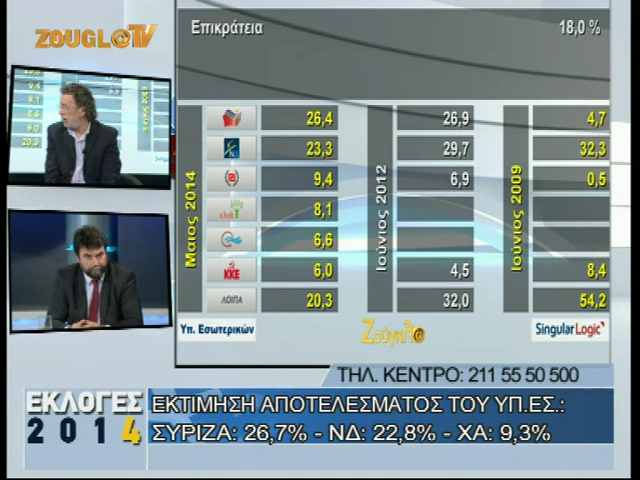 ZOUGL@TV
Επικράτεια 18,0 %
Μαιος 2014
Ιούνιος 2012
Ιούνιος 2009
26,4 26,9 4,7
23,3 29,7 32,3
9,4 6,9 0,5
8,1
6,6
ΚΚΕ 6,0 4,5 8,4
ΛΟΙΠΑ 20,3 32,0 54,2
Υπ. Εσωτερικών Ζούγκλ@ SingularLogic
ΤΗΛ. ΚΕΝΤΡΟ: 211 55 50 500
ΕΚΛΟΓΕΣ
2014
ΕΚΤΙΜΗΣΗ ΑΠΟΤΕΛΕΣΜΑΤΟΣ ΤΟΥ ΥΠ.ΕΣ.:
ΣΥΡΙΖΑ: 26,7% - ΝΔ: 22,8% - ΧΑ: 9,3%